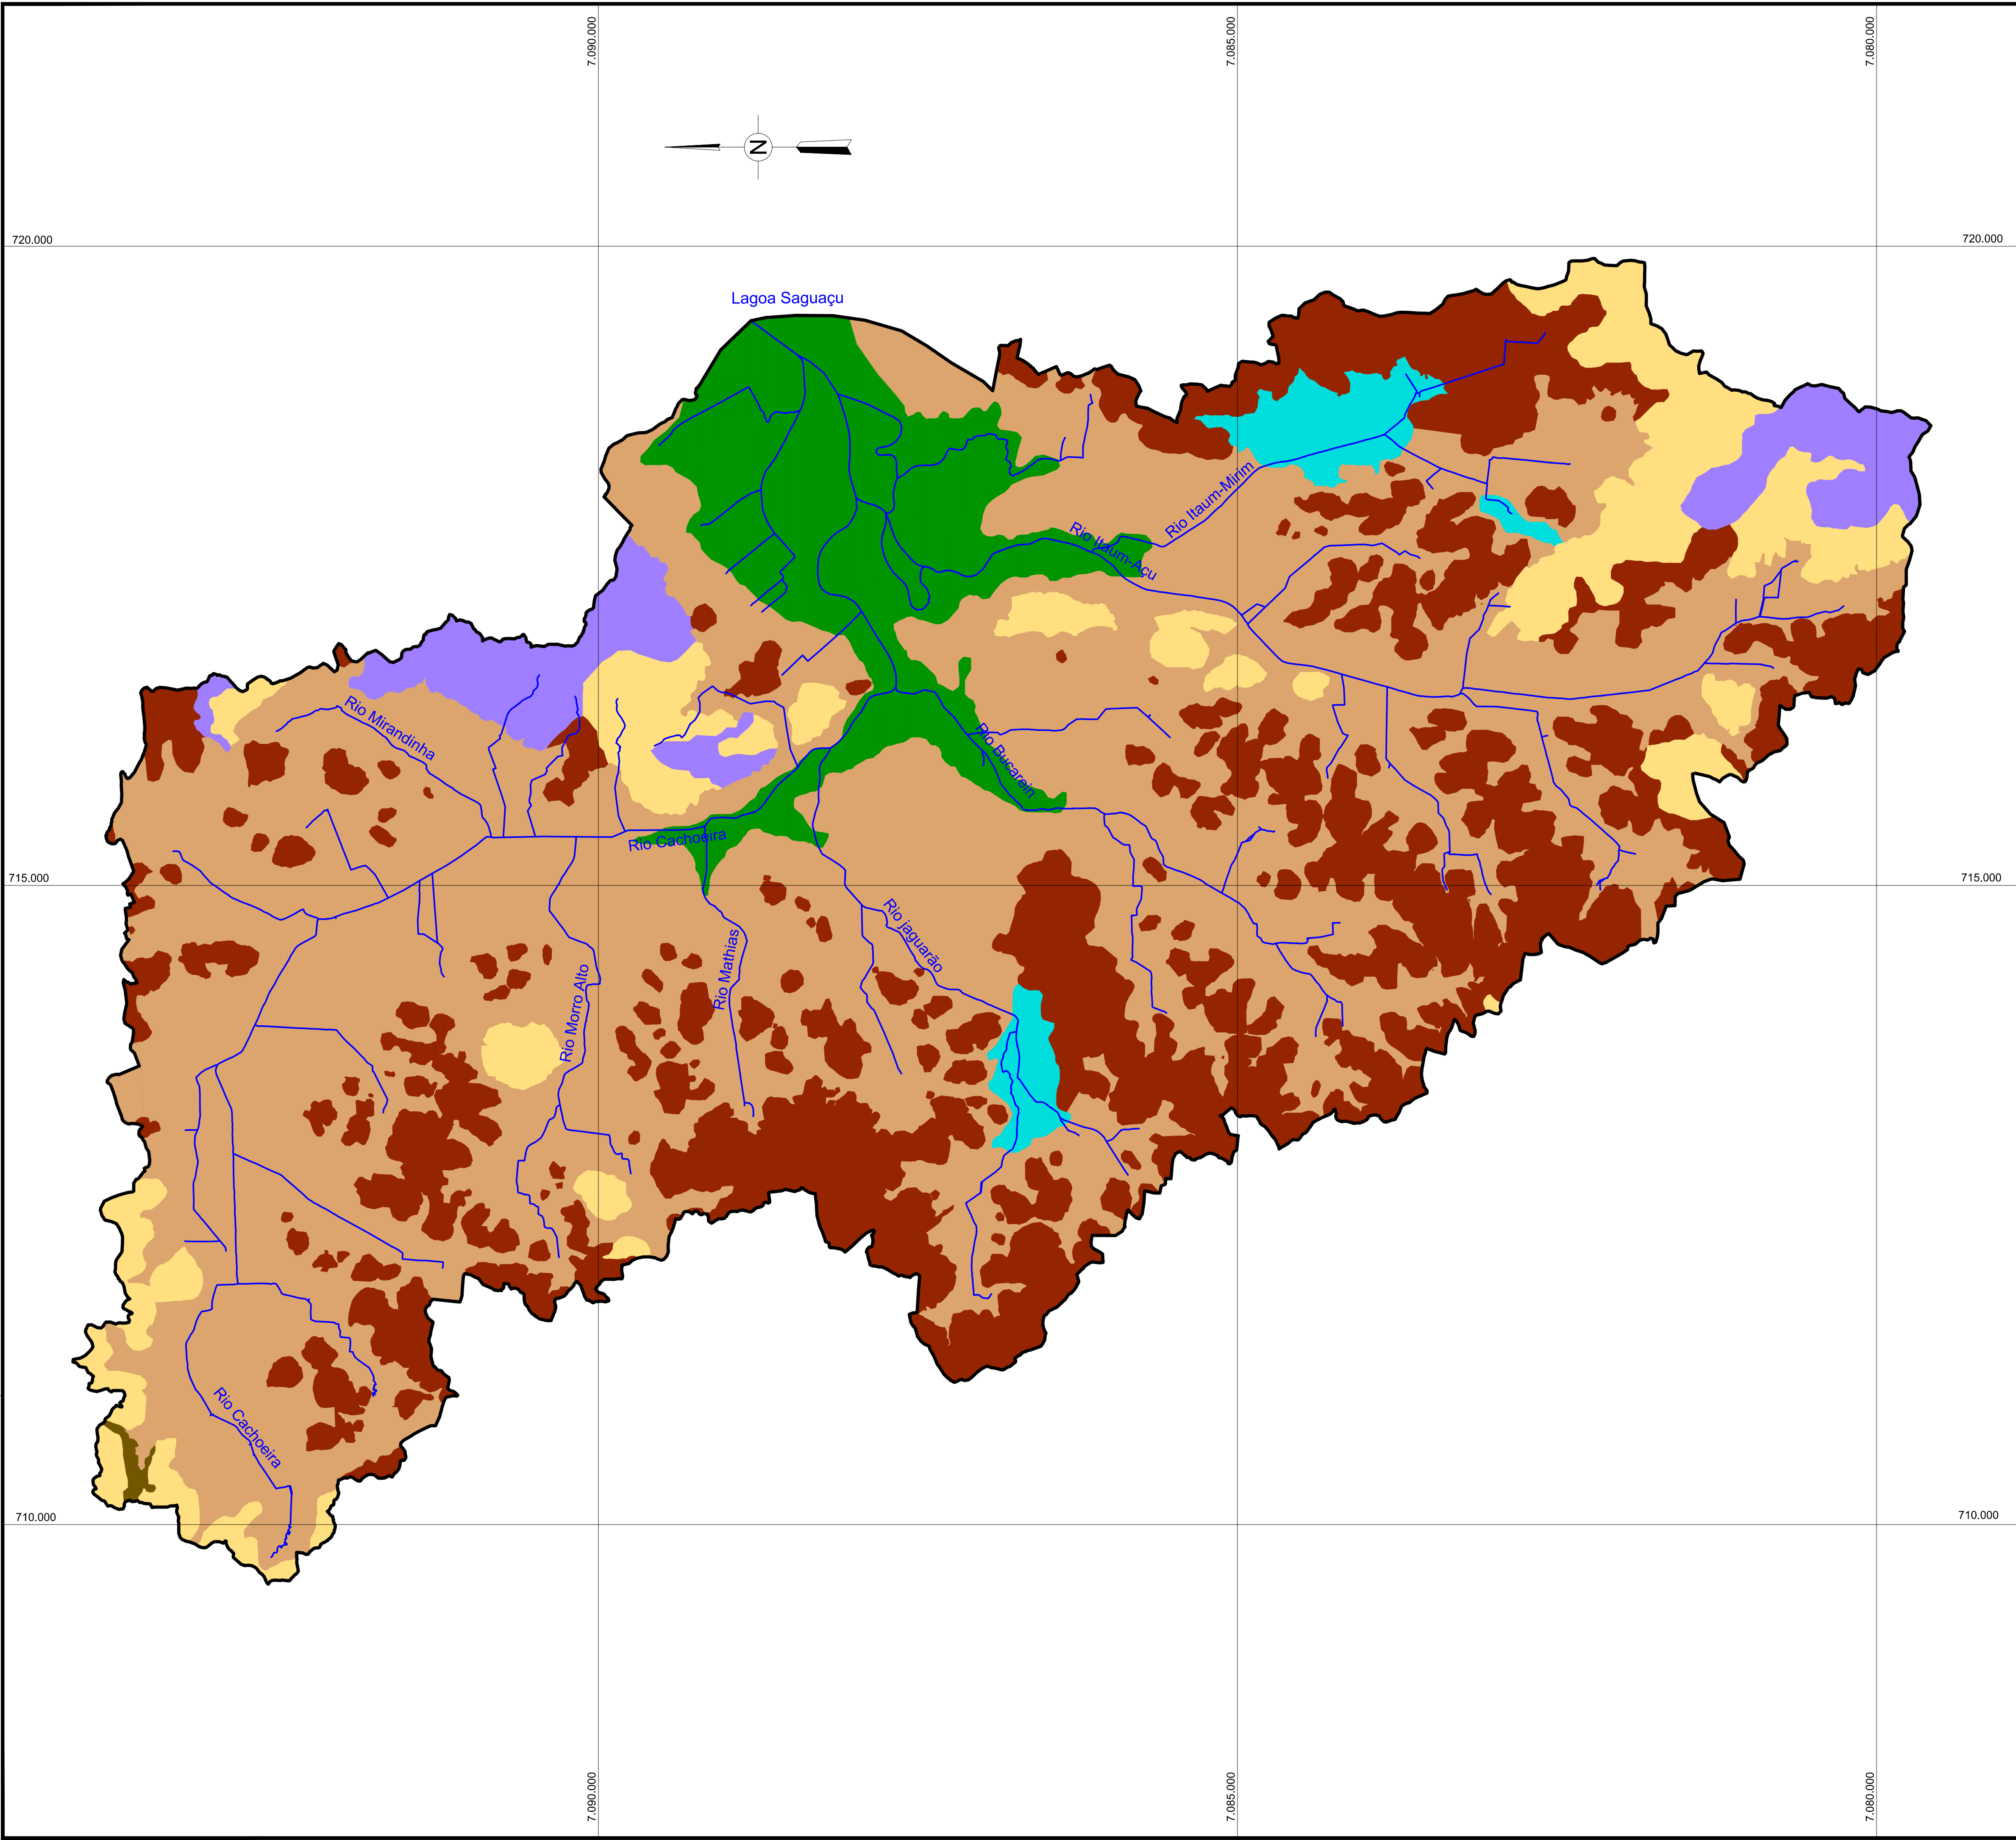 7.090.000
7.085.000
7.080.000
N
720.000
720.000
Lagoa Saguaçu
Rio Itaum-Mirim
Rio Itaum-Açu
Rio Mirandinha
Rio Bucarein
Rio Cachoeira
715.000
715.000
Rio jaguarão
Rio Mathias
Rio Morro Alto
Rio Cachoeira
710.000
710.000
7.090.000
7.085.000
7.080.000